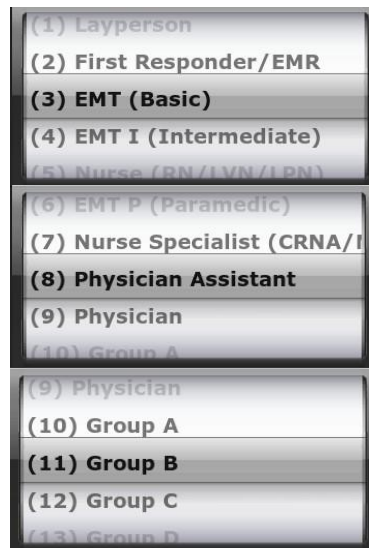 (1) Layperson
(2) First Responder/EMR
(3) EMT (Basic)
(4) EMT I (Intermediate)
(5) Nurse (RN/LVN/LPN)
(6) EMT P (Paramedic)
(7) Nurse Specialist (CRNA/
(8) Physician Assistant
(9) Physician
(10) Group A
(9) Physician
(10) Group A
(11) Group B
(12) Group C
(13) Group D